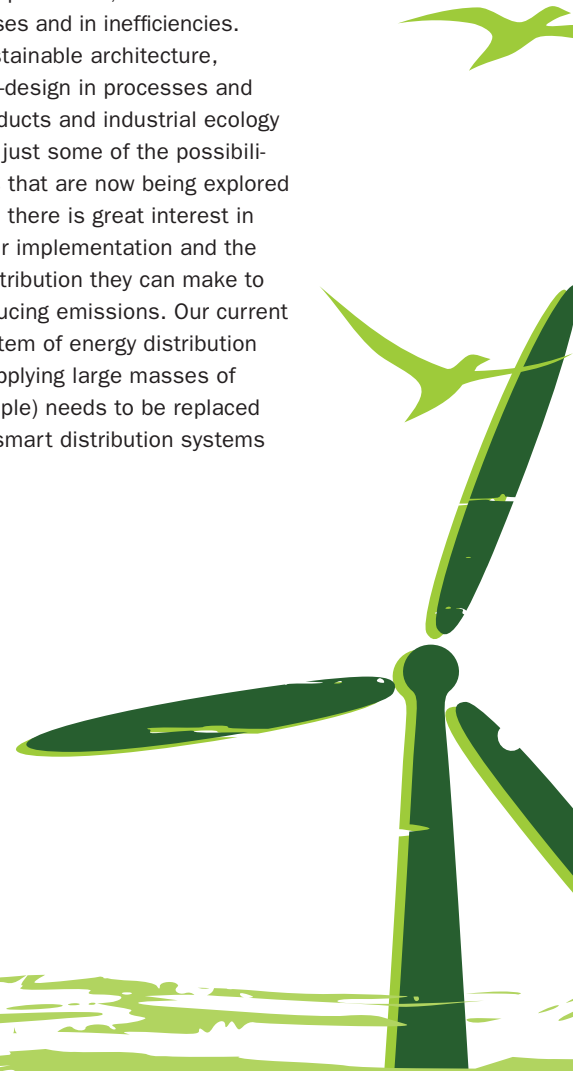 ses and in inefficiencies.
tainable architecture,
-design in processes and
ducts and industrial ecology
just some of the possibili-
that are now being explored
there is great interest in
r implementation and the
tribution they can make to
ucing emissions. Our current
tem of energy distribution
pplying large masses of
ple) needs to be replaced
smart distribution systems